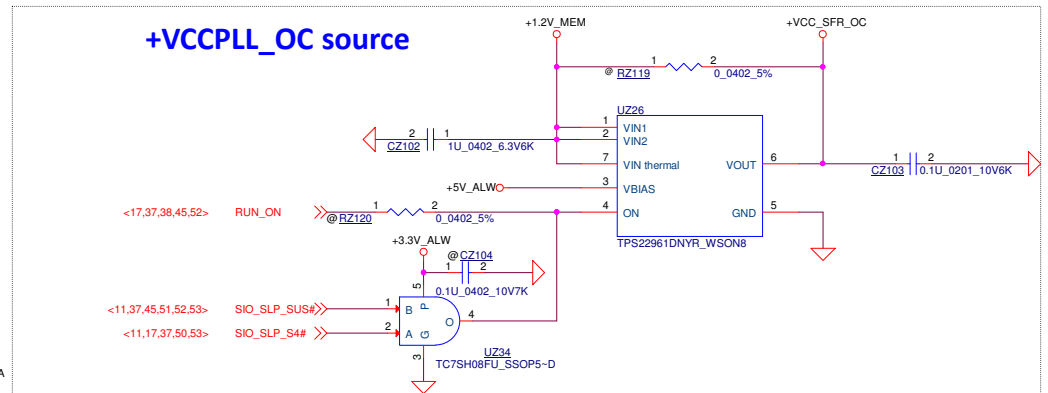 +VCCPLL_OC source
+1.2V_MEM
+VCC_SFR_OC
@ RZ119
1
2
0_0402_5%
UZ26
1 VIN1
2 VIN2
7 VIN thermal
3 VBIAS
4 ON
VOUT 6
GND 5
TPS22961DNYR_WSON8
2
1
CZ102
1U_0402_6.3V6K
+5V_ALW
1
2
CZ103
0.1U_0201_10V6K
<17,37,38,45,52> RUN_ON
@RZ120
1
2
0_0402_5%
+3.3V_ALW
@CZ104
1
2
0.1U_0402_10V7K
<11,37,45,51,52,53> SIO_SLP_SUS#
<11,17,37,50,53> SIO_SLP_S4#
1 B
2 A
5 P
3 G
O 4
UZ34
TC7SH08FU_SSOP5~D
A